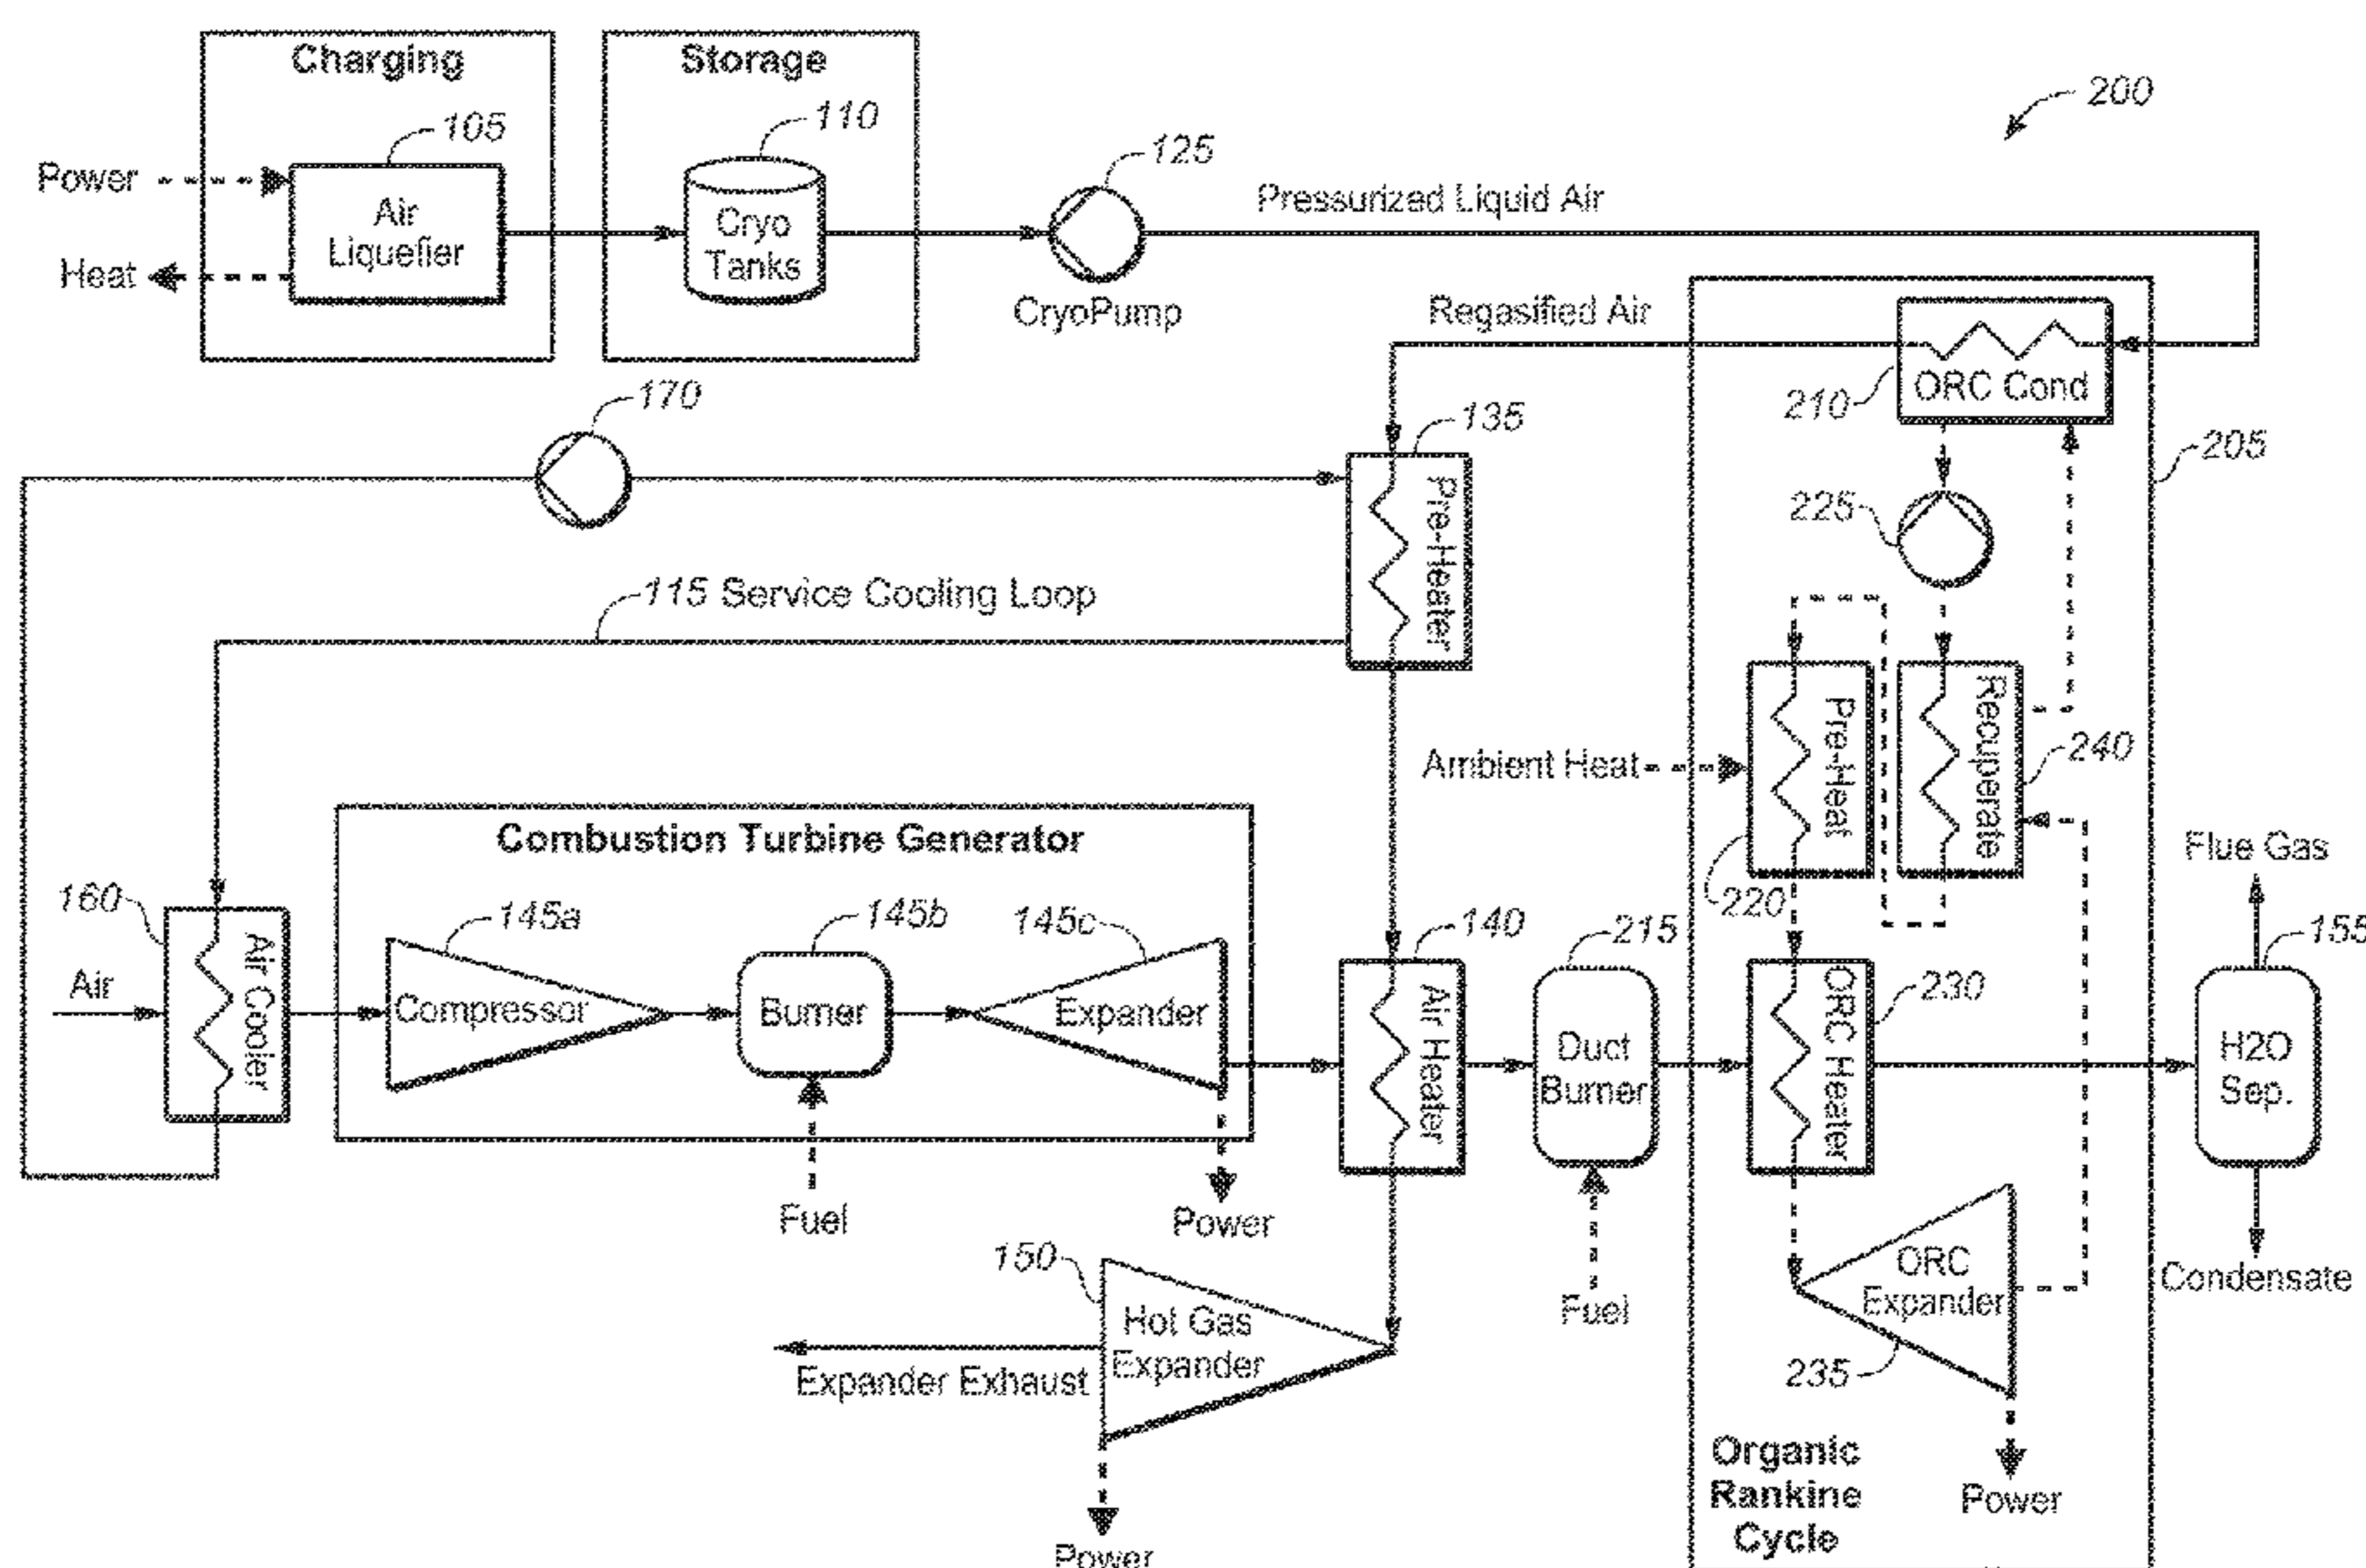 Charging
Storage
200
105
110
125
Power
Air
Liquefier
Cryo
Tanks
Pressurized Liquid Air
Heat
CryoPump
Regasified Air
170
135
210
ORC Cond
205
Pre-Heater
225
115 Service Cooling Loop
Pre-Heat
Recuperate
240
Ambient Heat
Combustion Turbine Generator
Flue Gas
160
145a
145b
145c
220
140
215
155
Air
Air Cooler
Compressor
Burner
Expander
Air Heater
Duct
Burner
ORC Heater
230
H2O
Sep.
Fuel
Power
150
Hot Gas
Expander
Fuel
ORC
Expander
Condensate
Expander Exhaust
235
Organic
Rankine
Cycle
Power
Power